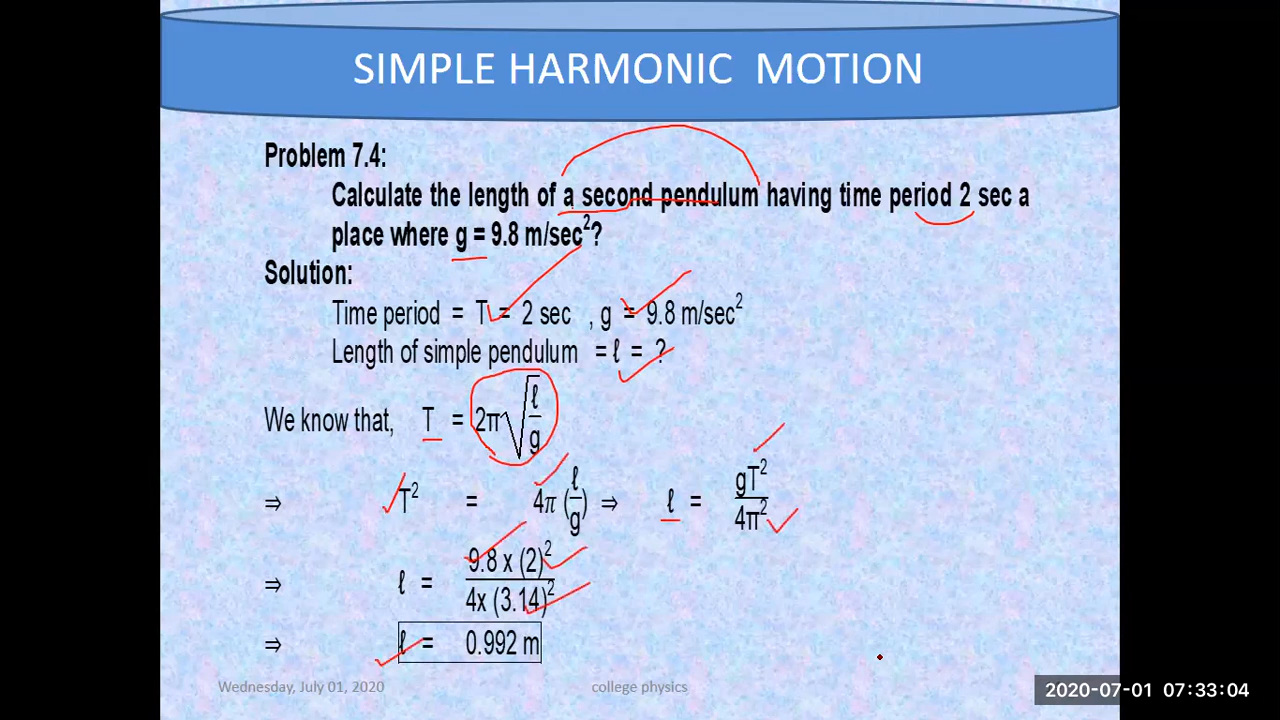 SIMPLE HARMONIC MOTION
Problem 7.4:
Calculate the length of a second pendulum having time period 2 sec a
place where g = 9.8 m/sec²?
Solution:
Time period = T = 2 sec , g = 9.8 m/sec²
Length of simple pendulum = ℓ = ?
We know that, T = 2π√(ℓ/g)
⇒ T² = 4π (ℓ/g) ⇒ ℓ = gT²/4π²
⇒ ℓ = 9.8 x (2)²/4x (3.14)²
⇒ ℓ = 0.992 m
Wednesday, July 01, 2020 college physics
2020-07-01 07:33:04